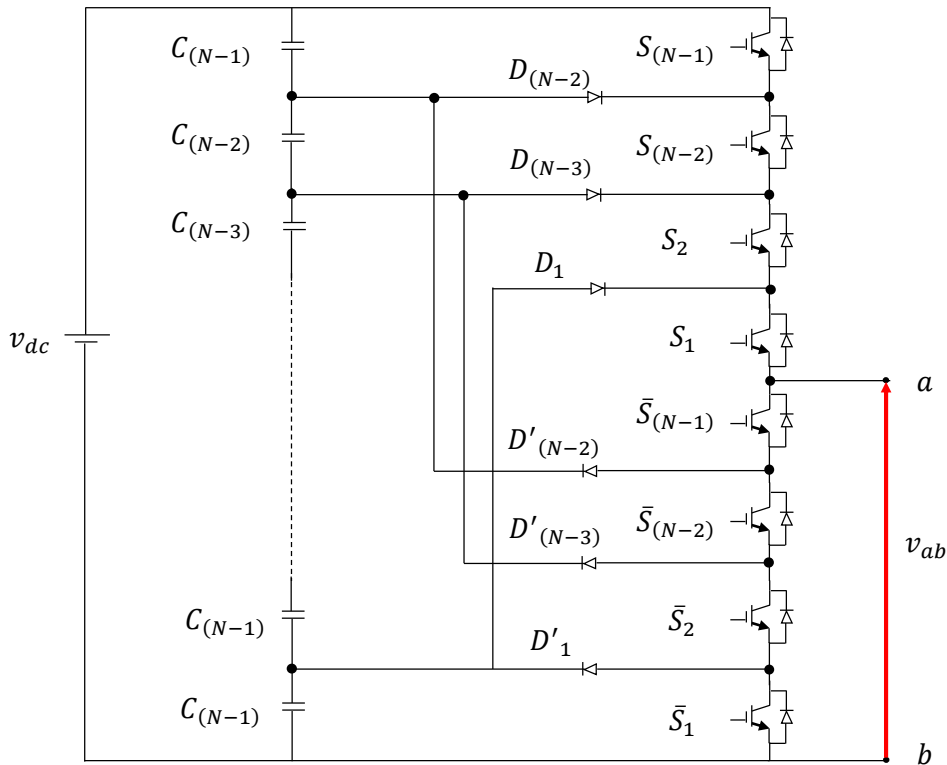 C(N−1)
S(N−1)
D(N−2)
C(N−2)
S(N−2)
D(N−3)
C(N−3)
S2
D1
vdc
S1
a
S̄(N−1)
D′(N−2)
S̄(N−2)
D′(N−3)
vab
C(N−1)
S̄2
D′1
C(N−1)
S̄1
b